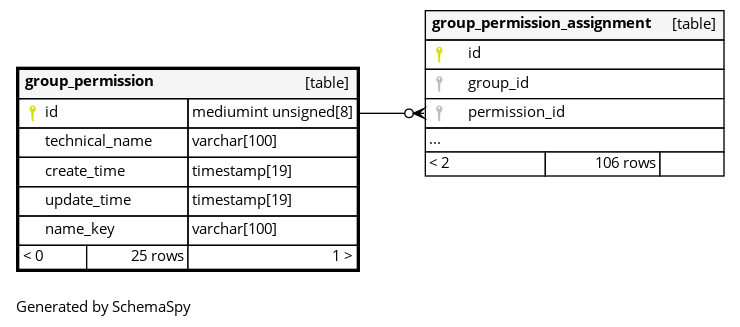 group_permission_assignment [table]
id
group_id
permission_id
...
< 2 106 rows
group_permission [table]
id mediumint unsigned[8]
technical_name varchar[100]
create_time timestamp[19]
update_time timestamp[19]
name_key varchar[100]
< 0 25 rows 1 >
Generated by SchemaSpy